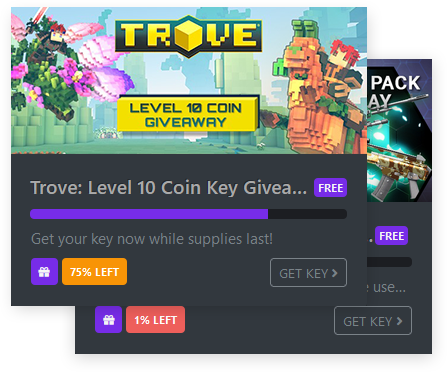 TROVE
LEVEL 10 COIN
GIVEAWAY
Trove: Level 10 Coin Key Givea...
FREE
Get your key now while supplies last!
75% LEFT
GET KEY
PACK
AY
. FREE
use...
1% LEFT
GET KEY